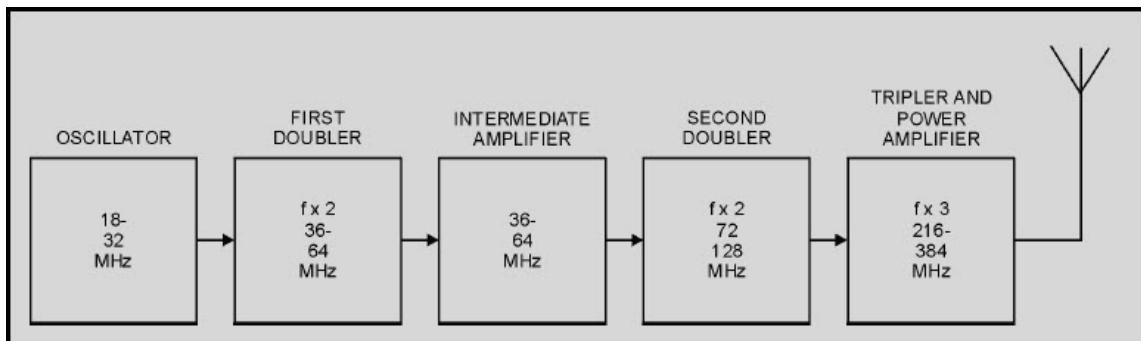 OSCILLATOR
18-
32
MHz
FIRST
DOUBLER
f x 2
36-
64
MHz
INTERMEDIATE
AMPLIFIER
36-
64
MHz
SECOND
DOUBLER
f x 2
72
128
MHz
TRIPLER AND
POWER
AMPLIFIER
f x 3
216-
384
MHz